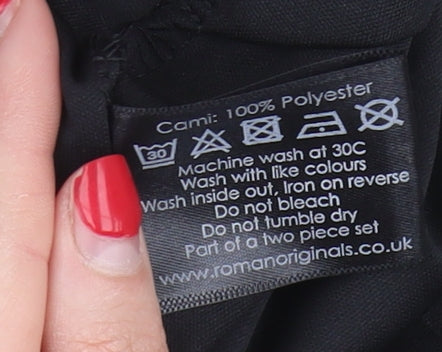 Cami: 100% Polyester
30
Machine wash at 30C
Wash with like colours
Wash inside out, Iron on reverse
Do not bleach
Do not tumble dry
Part of a two piece set
www.romanoriginals.co.uk